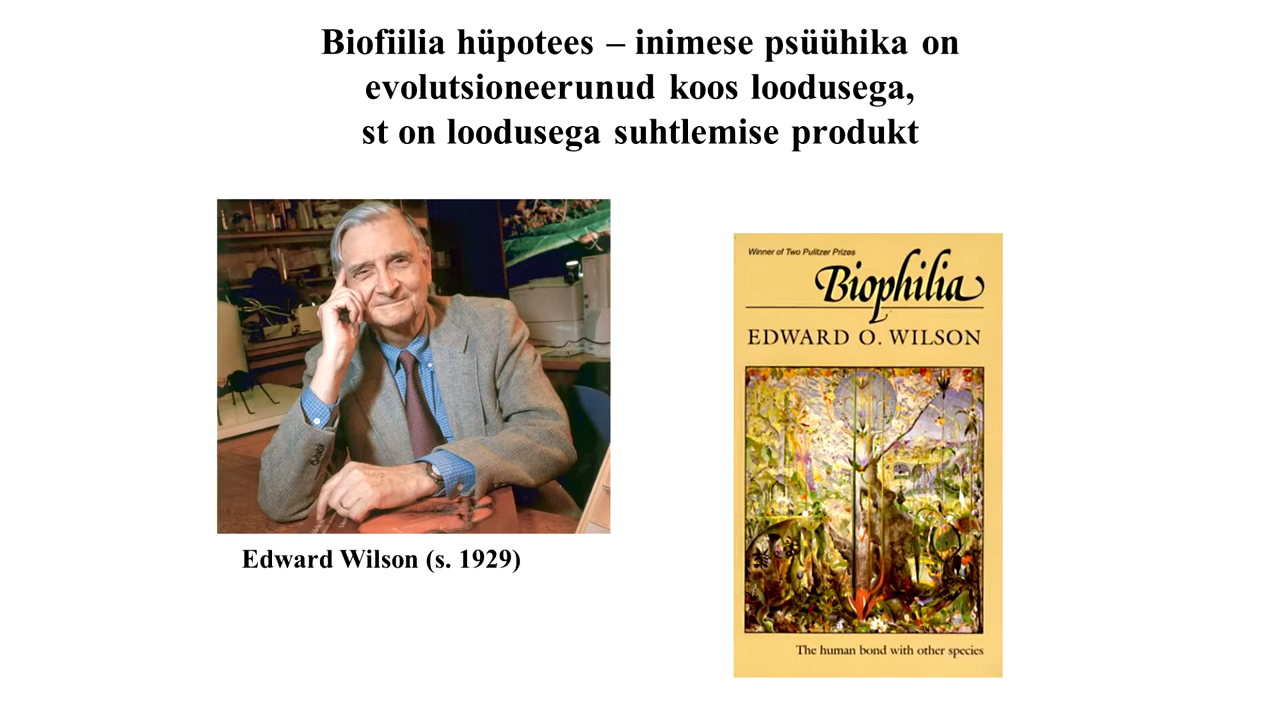 Biofiilia hüpotees – inimese psüühika on
evolutsioneerunud koos loodusega,
st on loodusega suhtlemise produkt
Edward Wilson (s. 1929)
Winner of Two Pulitzer Prizes
Biophilia
EDWARD O. WILSON
The human bond with other species